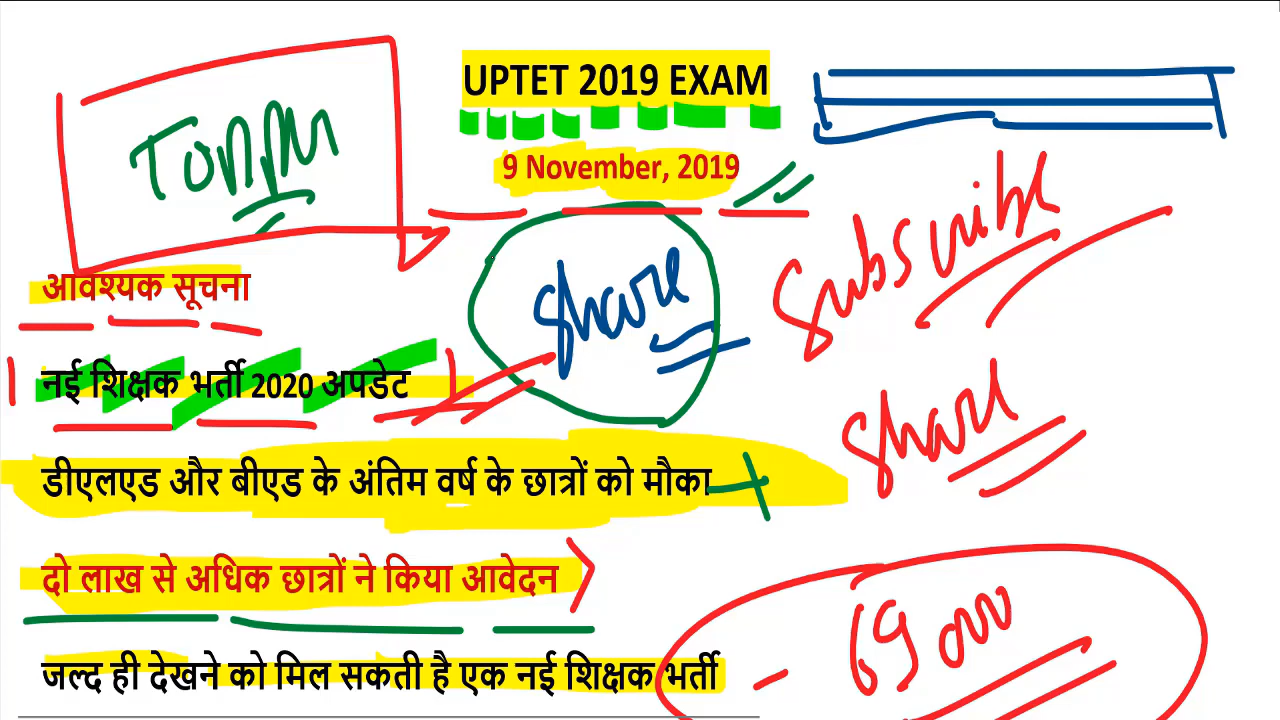 UPTET 2019 EXAM
9 November, 2019
Subscribe
share
आवश्यक सूचना
नई शिक्षक भर्ती 2020 अपडेट
share
डीएलएड और बीएड के अंतिम वर्ष के छात्रों को मौका
दो लाख से अधिक छात्रों ने किया आवेदन
69000
जल्द ही देखने को मिल सकती है एक नई शिक्षक भर्ती